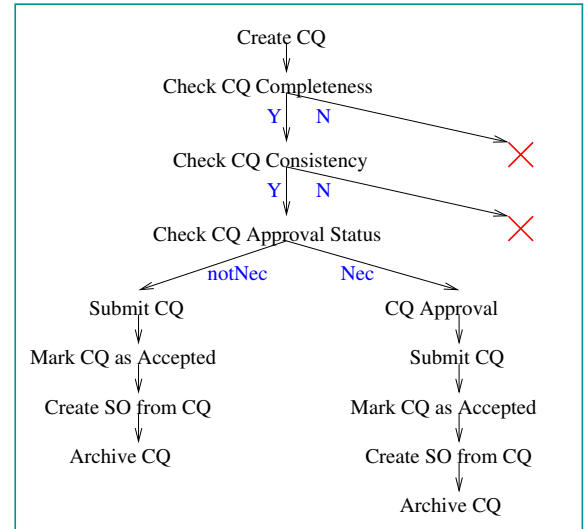 Create CQ
Check CQ Completeness
Y N
Check CQ Consistency
Y N
Check CQ Approval Status
notNec Nec
Submit CQ CQ Approval
Mark CQ as Accepted Submit CQ
Create SO from CQ Mark CQ as Accepted
Archive CQ Create SO from CQ
Archive CQ